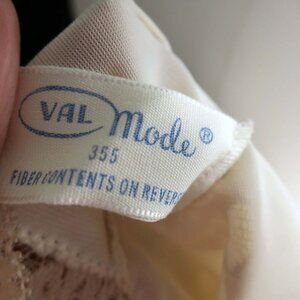 VAL Mode®
355
FIBER CONTENTS ON REVERS